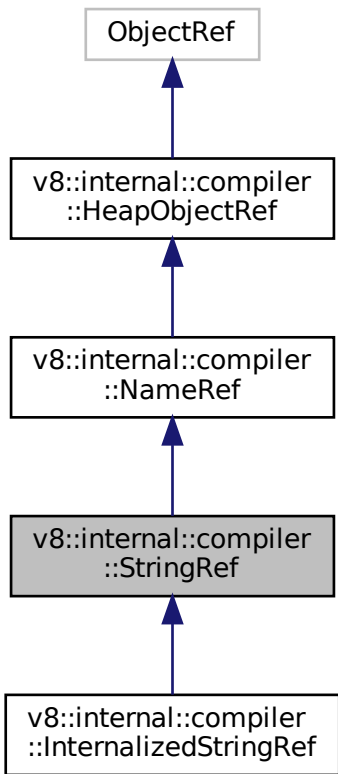 ObjectRef
v8::internal::compiler
::HeapObjectRef
v8::internal::compiler
::NameRef
v8::internal::compiler
::StringRef
v8::internal::compiler
::InternalizedStringRef